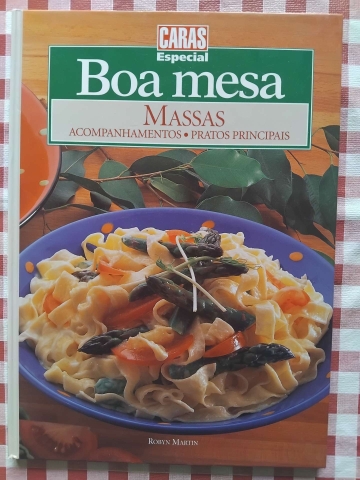 CARAS
Especial
Boa mesa
MASSAS
ACOMPANHAMENTOS • PRATOS PRINCIPAIS
ROBYN MARTIN